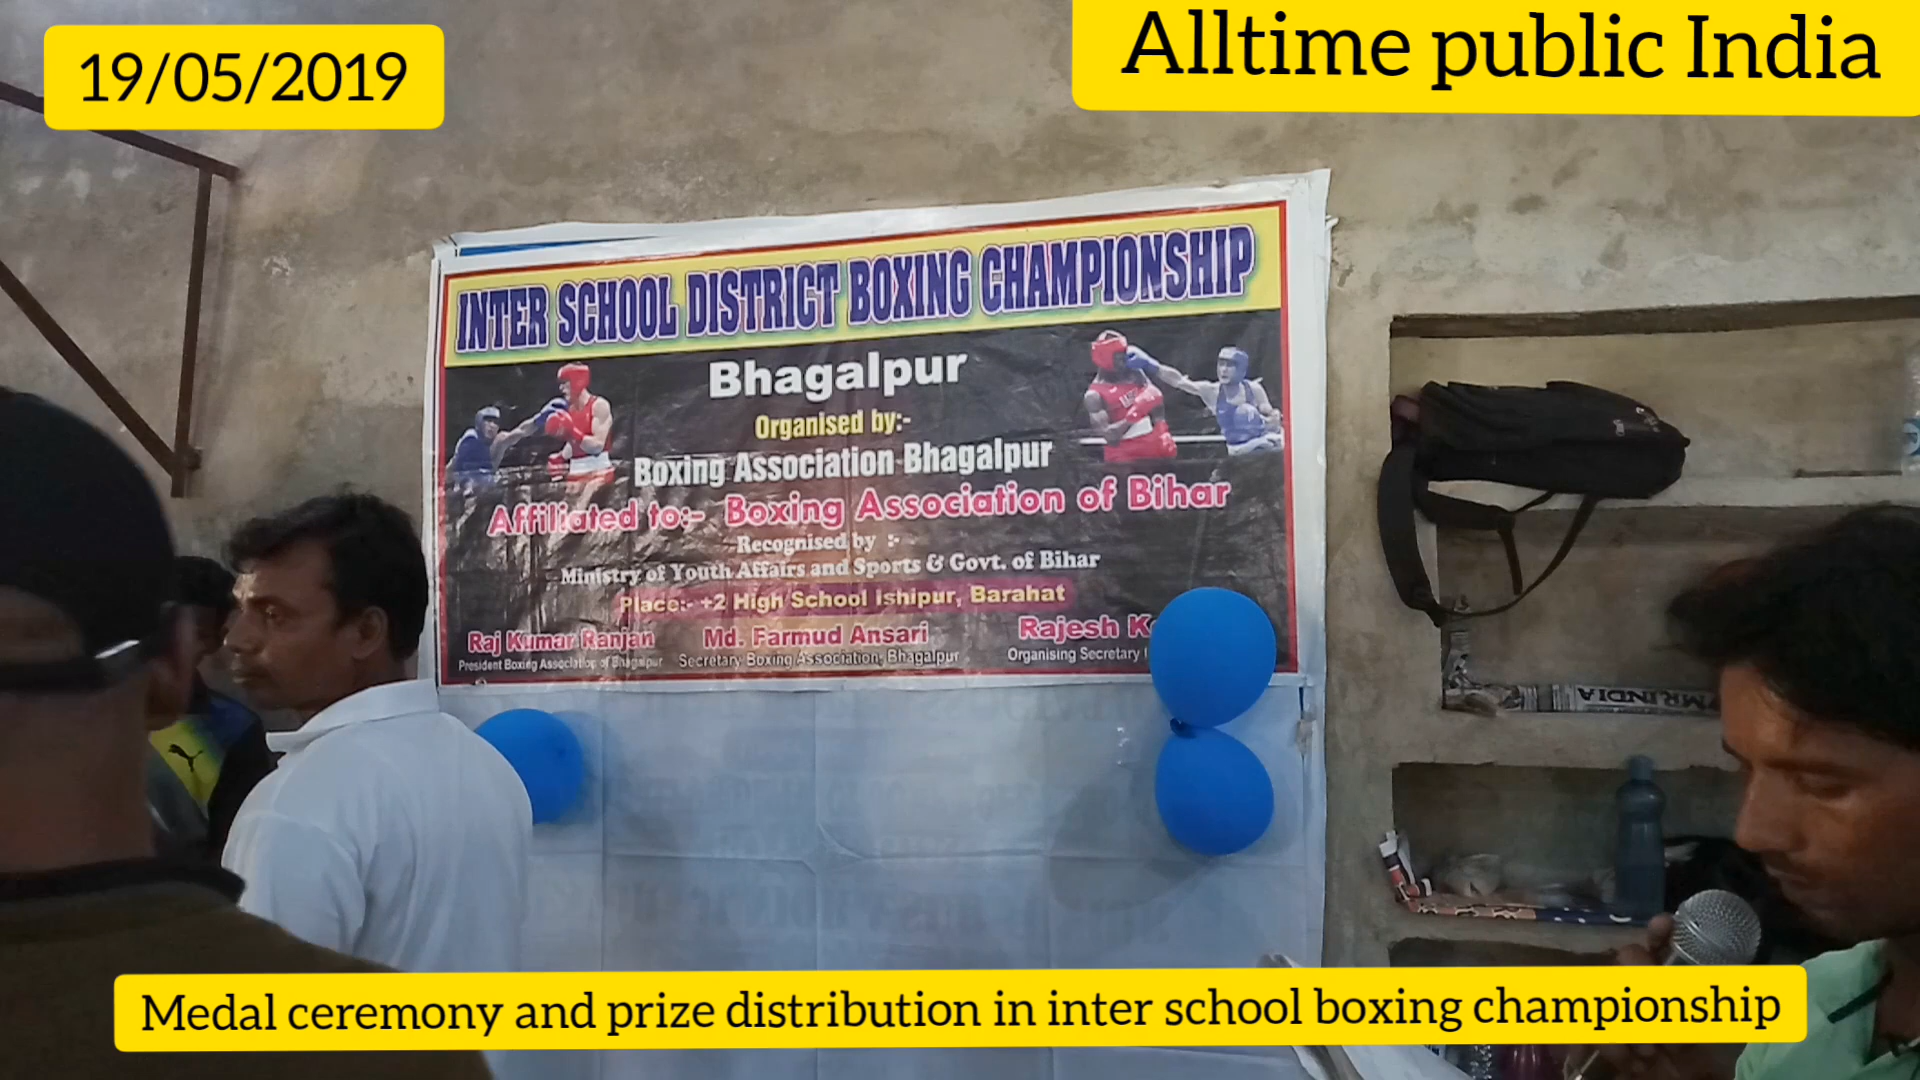 19/05/2019
Alltime public India
INTER SCHOOL DISTRICT BOXING CHAMPIONSHIP
Bhagalpur
Organised by:-
Boxing Association Bhagalpur
Affiliated to:- Boxing Association of Bihar
Recognised by :-
Ministry of Youth Affairs and Sports & Govt. of Bihar
Place:- +2 High School Ishipur, Barahat
Raj Kumar Ranjan Md. Farmud Ansari Rajesh
President Boxing Association of Bhagalpur Secretary Boxing Association, Bhagalpur Organising Secretary
Medal ceremony and prize distribution in inter school boxing championship